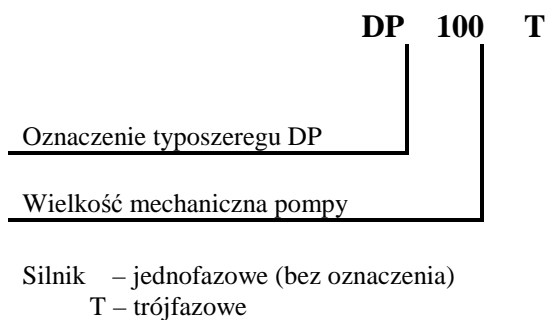 DP 100 T
Oznaczenie typoszeregu DP
Wielkość mechaniczna pompy
Silnik – jednofazowe (bez oznaczenia)
T – trójfazowe